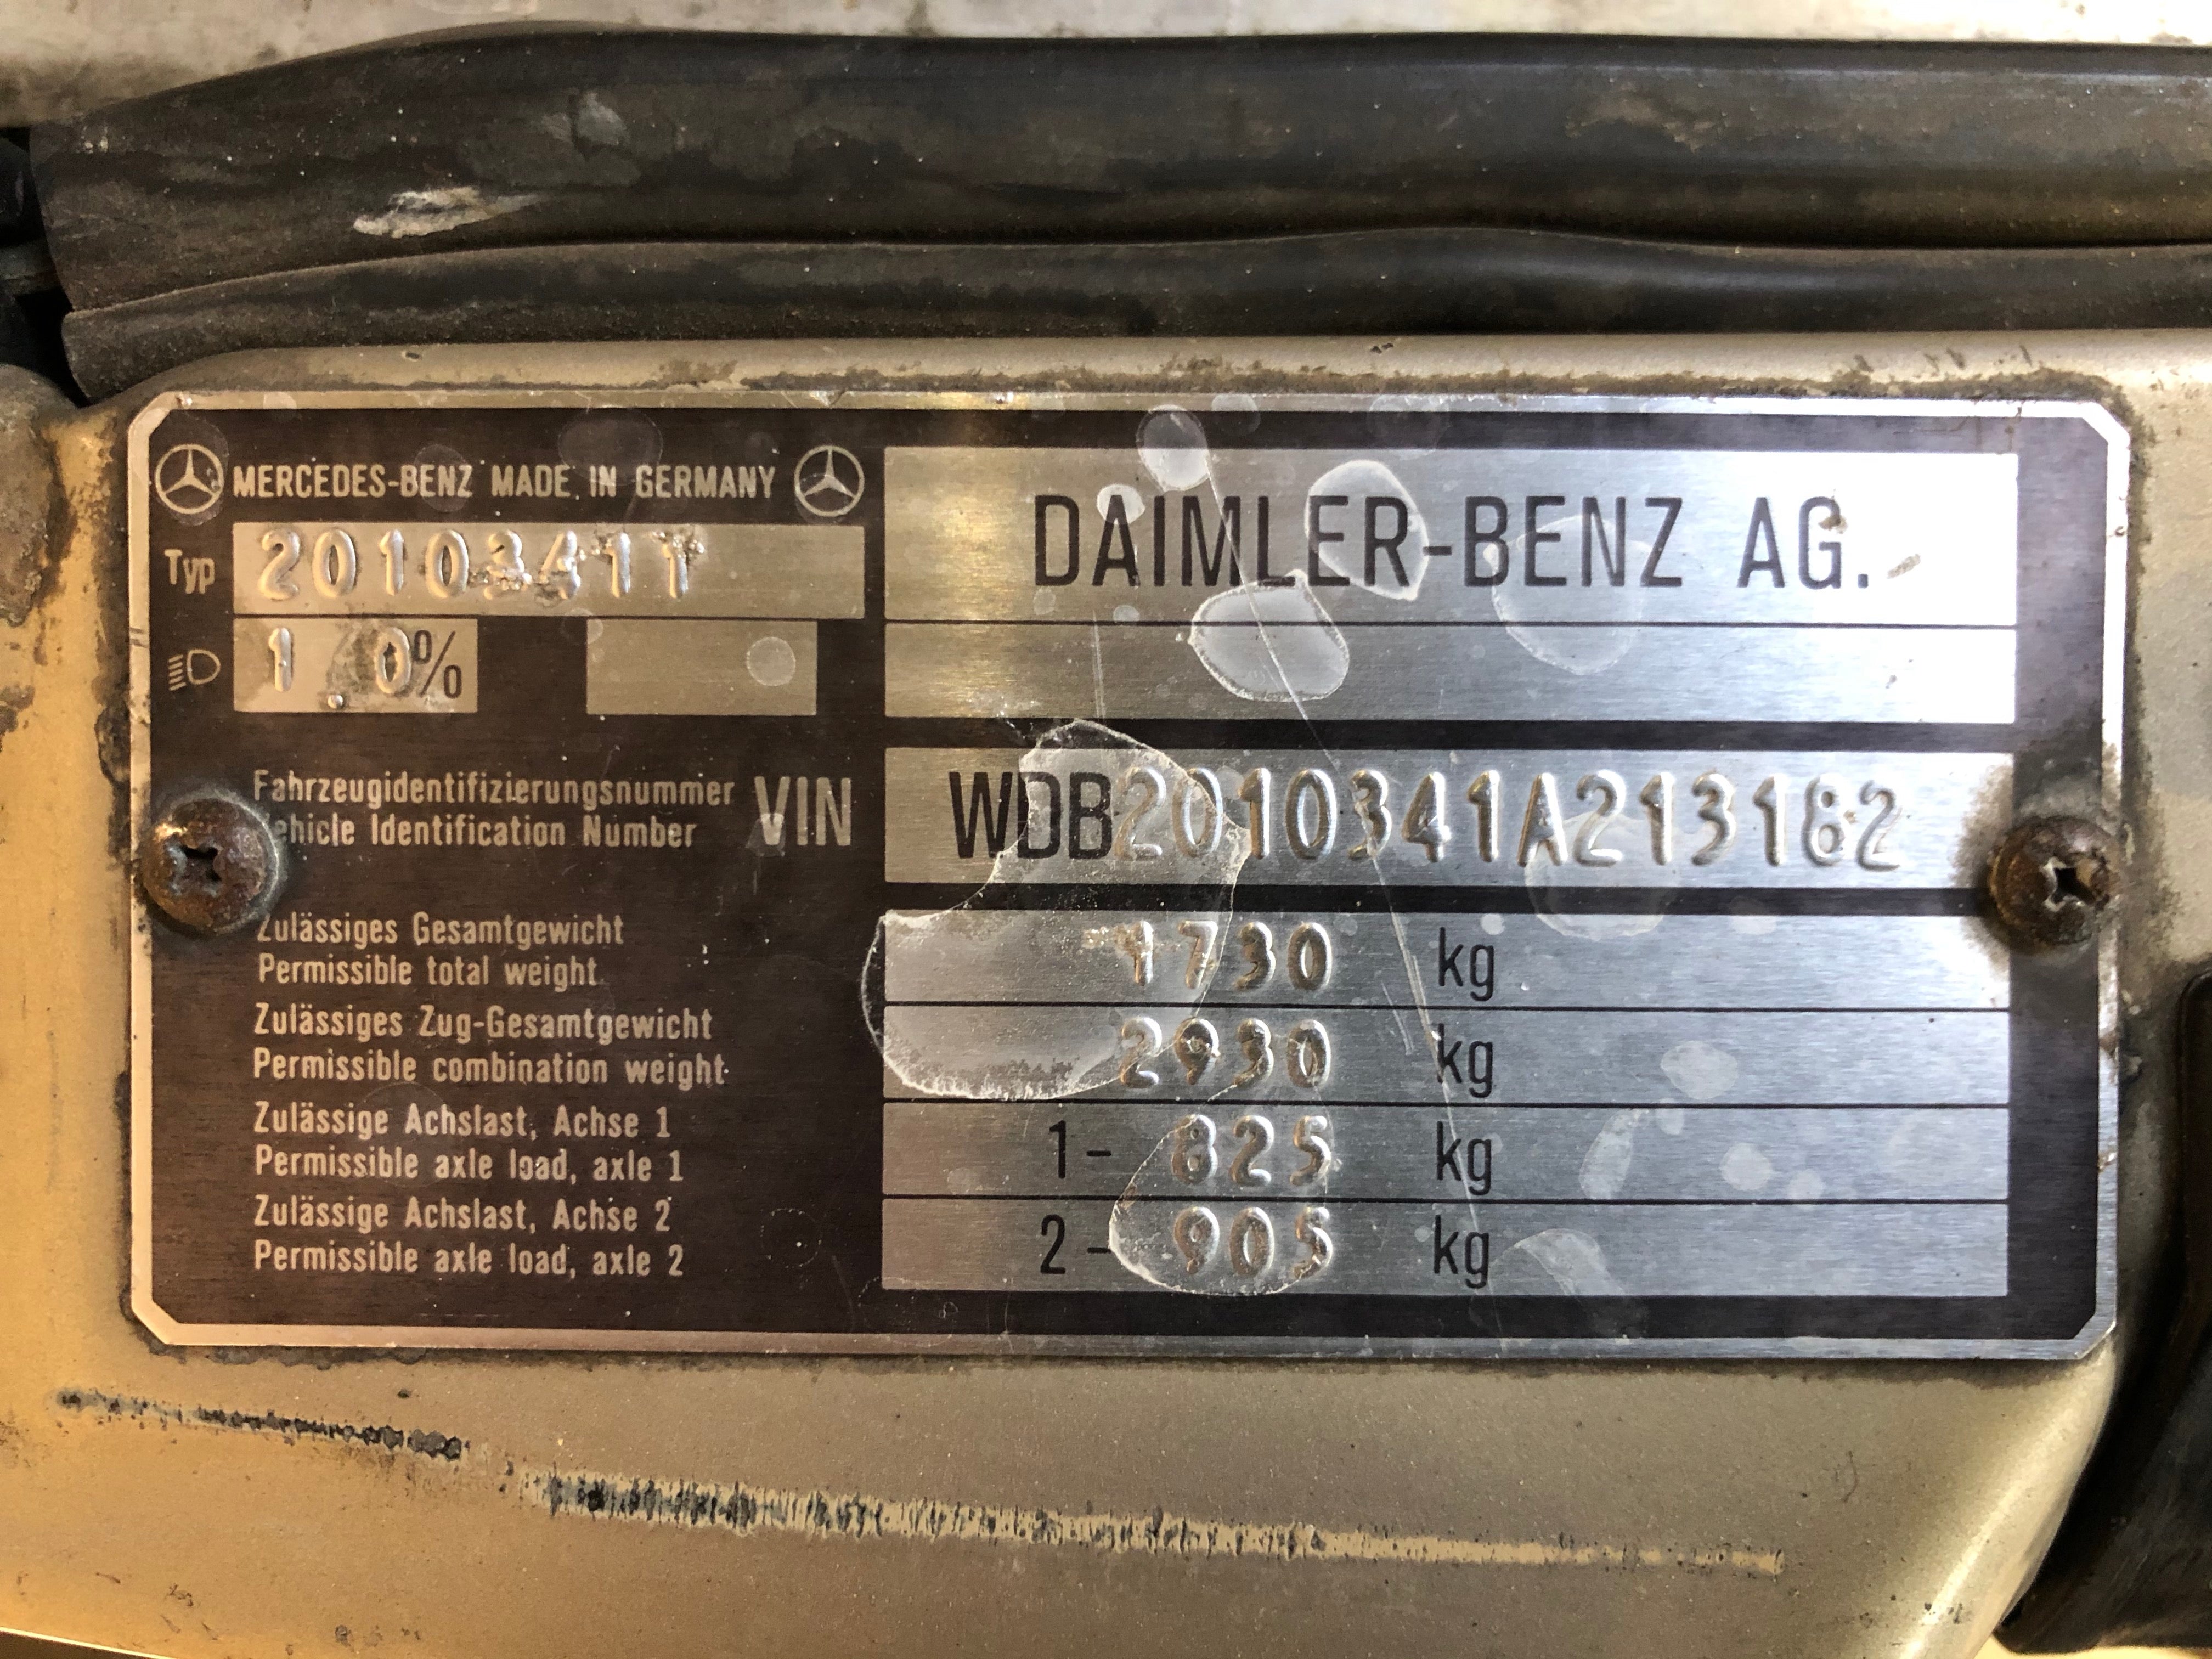 MERCEDES-BENZ MADE IN GERMANY
DAIMLER-BENZ AG.
Typ 20103411
1.0%
Fahrzeugidentifizierungsnummer
Vehicle Identification Number
VIN WDB2010341A213182
Zulässiges Gesamtgewicht
Permissible total weight
1730 kg
Zulässiges Zug-Gesamtgewicht
Permissible combination weight
2930 kg
Zulässige Achslast, Achse 1
Permissible axle load, axle 1
1- 825 kg
Zulässige Achslast, Achse 2
Permissible axle load, axle 2
2- 905 kg